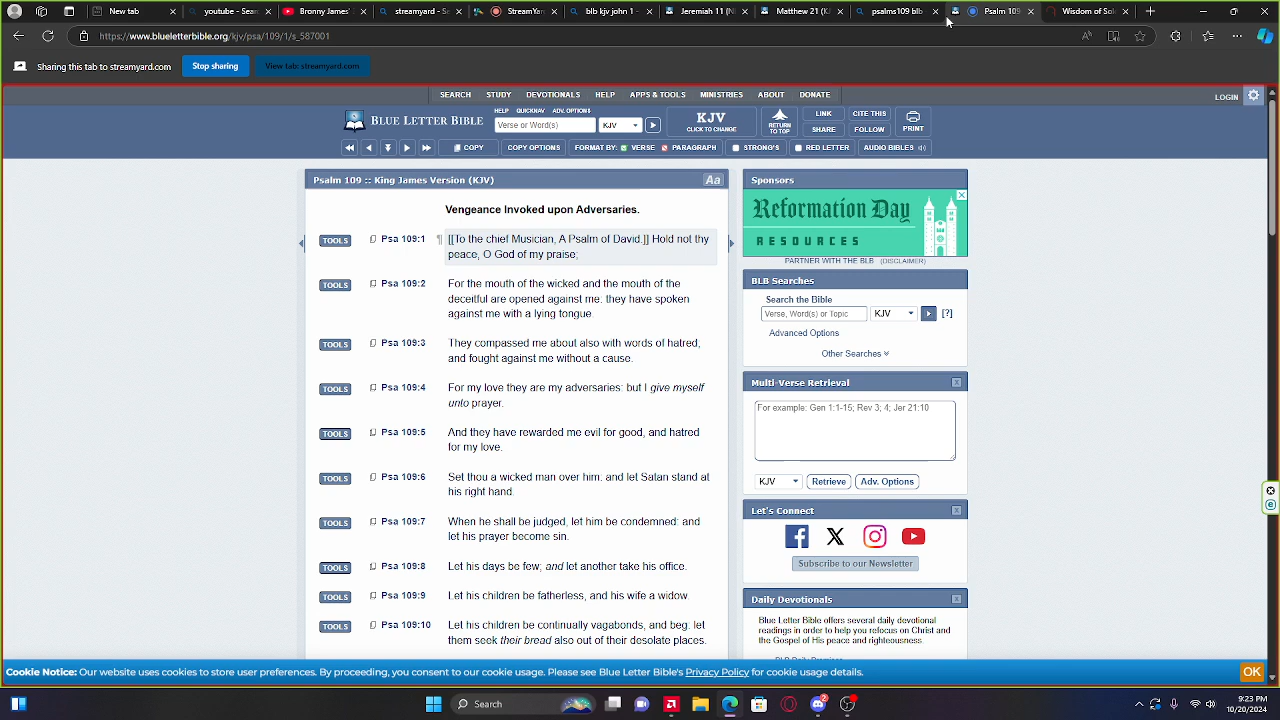 New tab
youtube - Sear
Renew'd - Yan
streamyard - Se
Streamyard
blb kjv john 1 -
Jeremiah 11 (N
Matthew 21 (KJ
psalms109 blb
Psalm 109
Wisdom of Sol
https://www.blueletterbible.org/kjv/psa/109/1/s_587001
Sharing this tab to streamyard.com
Stop sharing
View tab: streamyard.com
SEARCH
STUDY
DEVOTIONALS
HELP
APPS & TOOLS
MINISTRIES
ABOUT
DONATE
LOGIN
BLUE LETTER BIBLE
HELP QUICKNAV ADV. OPTIONS
Verse or Word(s)
KJV
KJV
CLICK TO CHANGE
RETURN
TO TOP
LINK
SHARE
CITE THIS
FOLLOW
PRINT
COPY
COPY OPTIONS
FORMAT BY: VERSE PARAGRAPH
STRONG'S
RED LETTER
AUDIO BIBLES
Psalm 109 :: King James Version (KJV)
Aa
Vengeance Invoked upon Adversaries.
TOOLS
Psa 109:1
¶
[[To the chief Musician, A Psalm of David.]] Hold not thy
peace, O God of my praise;
TOOLS
Psa 109:2
For the mouth of the wicked and the mouth of the
deceitful are opened against me: they have spoken
against me with a lying tongue.
TOOLS
Psa 109:3
They compassed me about also with words of hatred;
and fought against me without a cause.
TOOLS
Psa 109:4
For my love they are my adversaries: but I give myself
unto prayer.
TOOLS
Psa 109:5
And they have rewarded me evil for good, and hatred
for my love.
TOOLS
Psa 109:6
Set thou a wicked man over him: and let Satan stand at
his right hand.
TOOLS
Psa 109:7
When he shall be judged, let him be condemned: and
let his prayer become sin.
TOOLS
Psa 109:8
Let his days be few; and let another take his office.
TOOLS
Psa 109:9
Let his children be fatherless, and his wife a widow.
TOOLS
Psa 109:10
Let his children be continually vagabonds, and beg: let
them seek their bread also out of their desolate places.
Sponsors
Reformation Day
RESOURCES
PARTNER WITH THE BLB (DISCLAIMER)
BLB Searches
Search the Bible
Verse, Word(s) or Topic
KJV
[?]
Advanced Options
Other Searches
Multi-Verse Retrieval
For example: Gen 1:1-15; Rev 3; 4; Jer 21:10
KJV
Retrieve
Adv. Options
Let's Connect
Subscribe to our Newsletter
Daily Devotionals
Blue Letter Bible offers several daily devotional
readings in order to help you refocus on Christ and
the Gospel of His peace and righteousness.
Cookie Notice: Our website uses cookies to store user preferences. By proceeding, you consent to our cookie usage. Please see Blue Letter Bible's Privacy Policy for cookie usage details.
OK
Search
2
9:23 PM
10/20/2024